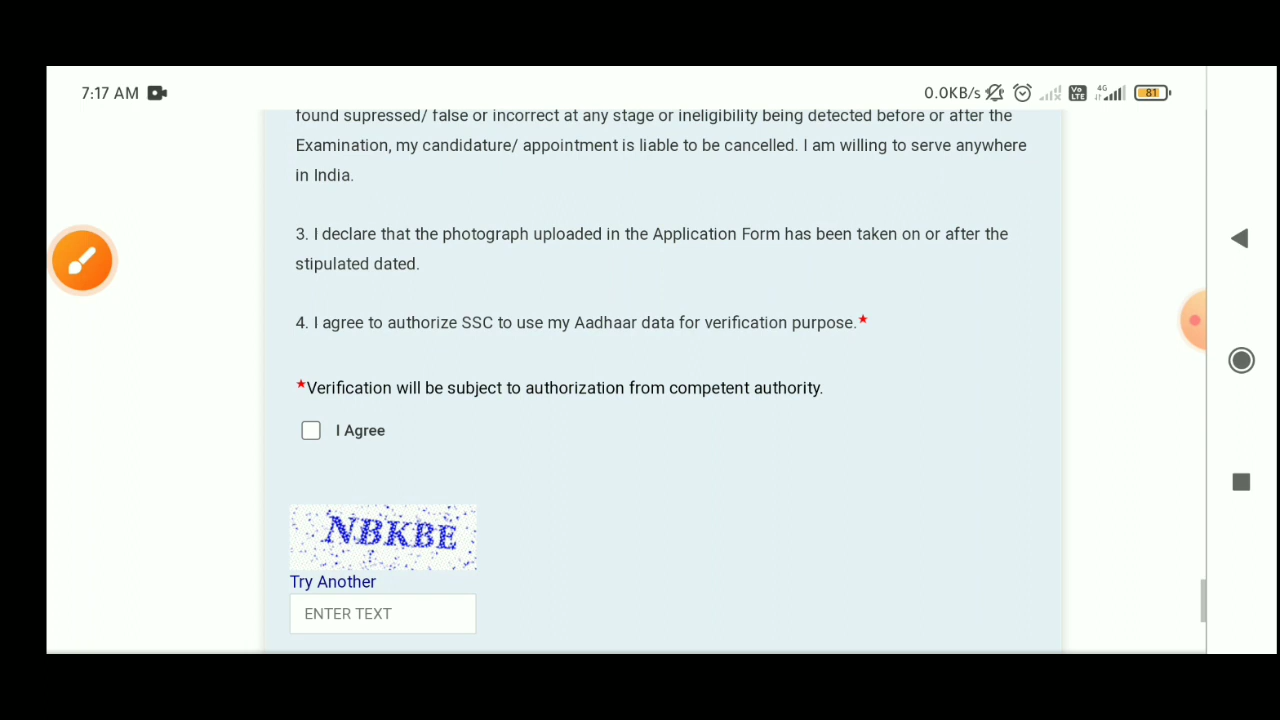 7:17 AM
0.0KB/s Vo LTE 4G 81
found supressed/ false or incorrect at any stage or ineligibility being detected before or after the
Examination, my candidature/ appointment is liable to be cancelled. I am willing to serve anywhere
in India.
3. I declare that the photograph uploaded in the Application Form has been taken on or after the
stipulated dated.
4. I agree to authorize SSC to use my Aadhaar data for verification purpose.*
*Verification will be subject to authorization from competent authority.
I Agree
NBKBE
Try Another
ENTER TEXT